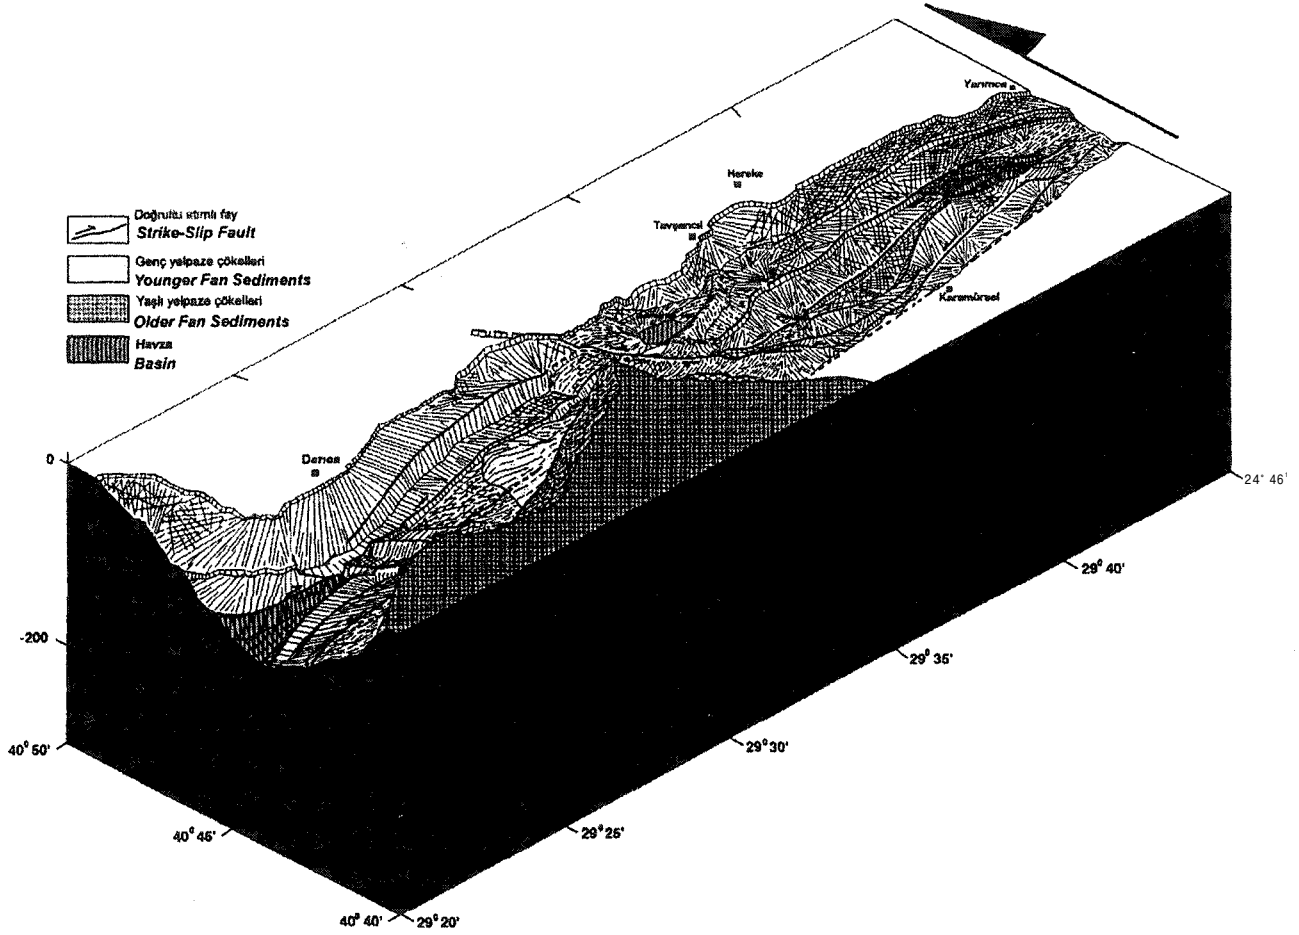 Yarımca
Hereke
Tavşancıl
Doğrultu atımlı fay
Strike-Slip Fault
Genç yelpaze çökelleri
Younger Fan Sediments
Yaşlı yelpaze çökelleri
Older Fan Sediments
Havza
Basin
Karamürsel
Darıca
0
24° 46'
29° 40'
-200
29° 35'
40° 50'
29° 30'
40° 45'
29° 25'
40° 40'
29° 20'